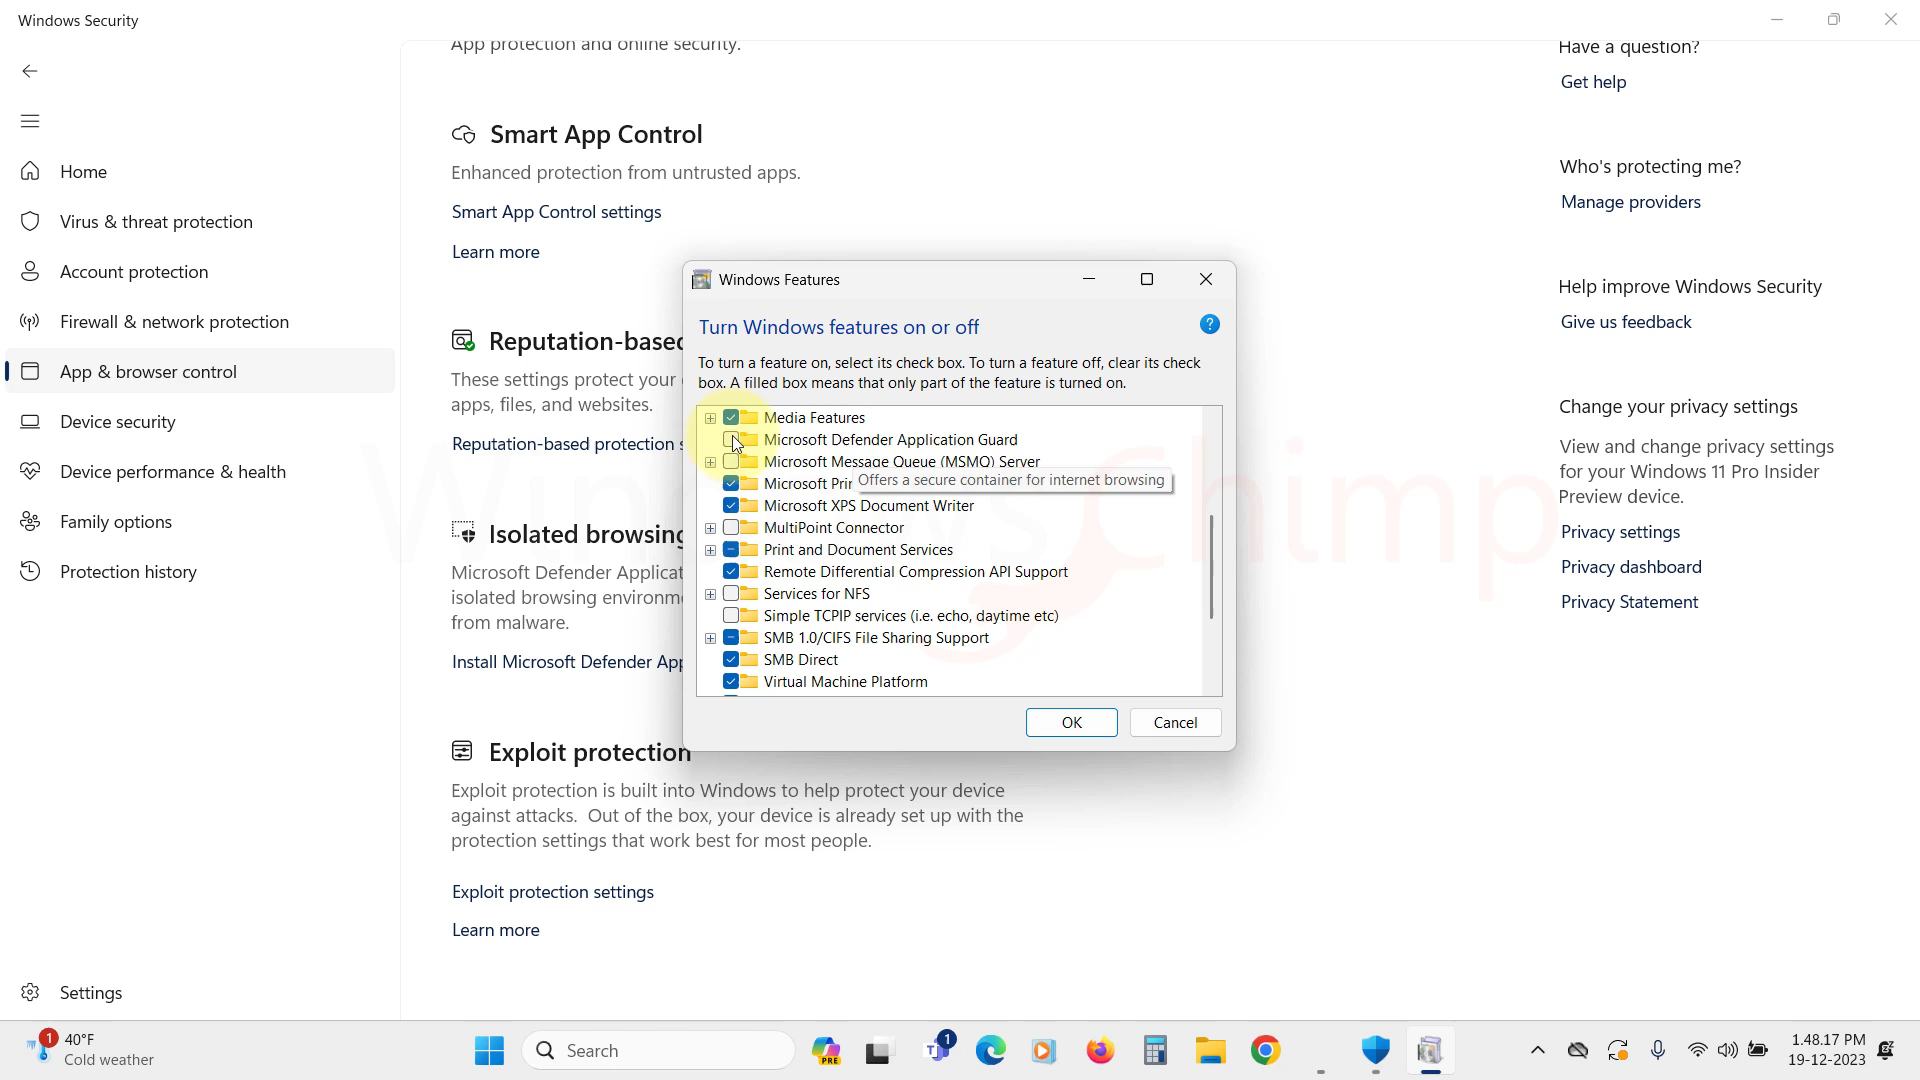 Windows Security
App protection and online security.
Home
Virus & threat protection
Account protection
Firewall & network protection
App & browser control
Device security
Device performance & health
Family options
Protection history
Settings
Smart App Control
Enhanced protection from untrusted apps.
Smart App Control settings
Learn more
Reputation-based
These settings protect your
apps, files, and websites.
Reputation-based protection s
Isolated browsing
Microsoft Defender Applicat
isolated browsing environme
from malware.
Install Microsoft Defender App
Exploit protection
Exploit protection is built into Windows to help protect your device
against attacks.  Out of the box, your device is already set up with the
protection settings that work best for most people.
Exploit protection settings
Learn more
Windows Features
Turn Windows features on or off
?
To turn a feature on, select its check box. To turn a feature off, clear its check
box. A filled box means that only part of the feature is turned on.
Media Features
Microsoft Defender Application Guard
Microsoft Message Queue (MSMQ) Server
Microsoft Prin
Offers a secure container for internet browsing
Microsoft XPS Document Writer
MultiPoint Connector
Print and Document Services
Remote Differential Compression API Support
Services for NFS
Simple TCPIP services (i.e. echo, daytime etc)
SMB 1.0/CIFS File Sharing Support
SMB Direct
Virtual Machine Platform
OK Cancel
Have a question?
Get help
Who's protecting me?
Manage providers
Help improve Windows Security
Give us feedback
Change your privacy settings
View and change privacy settings
for your Windows 11 Pro Insider
Preview device.
Privacy settings
Privacy dashboard
Privacy Statement
WindowsChimp
1
40°F
Cold weather
Search
PRE
1
1.48.17 PM
19-12-2023